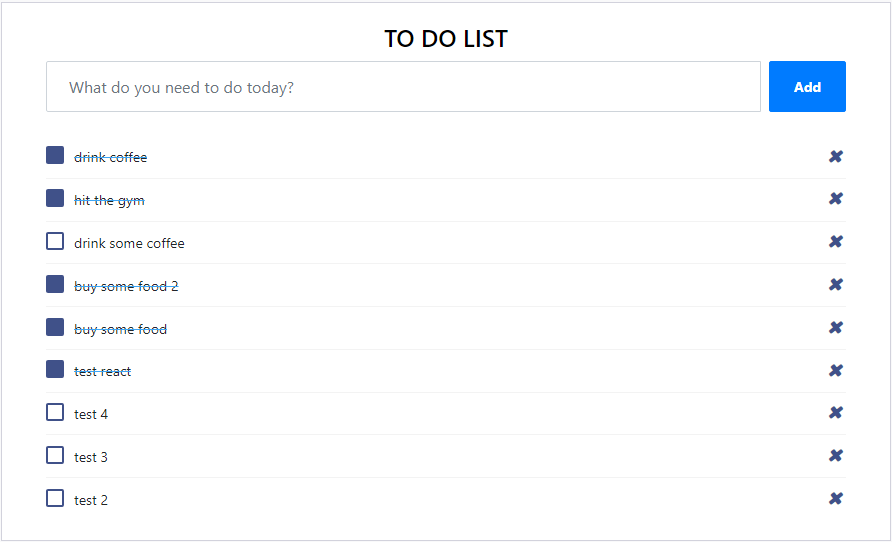 TO DO LIST
What do you need to do today?
Add
drink coffee
hit the gym
drink some coffee
buy some food 2
buy some food
test react
test 4
test 3
test 2